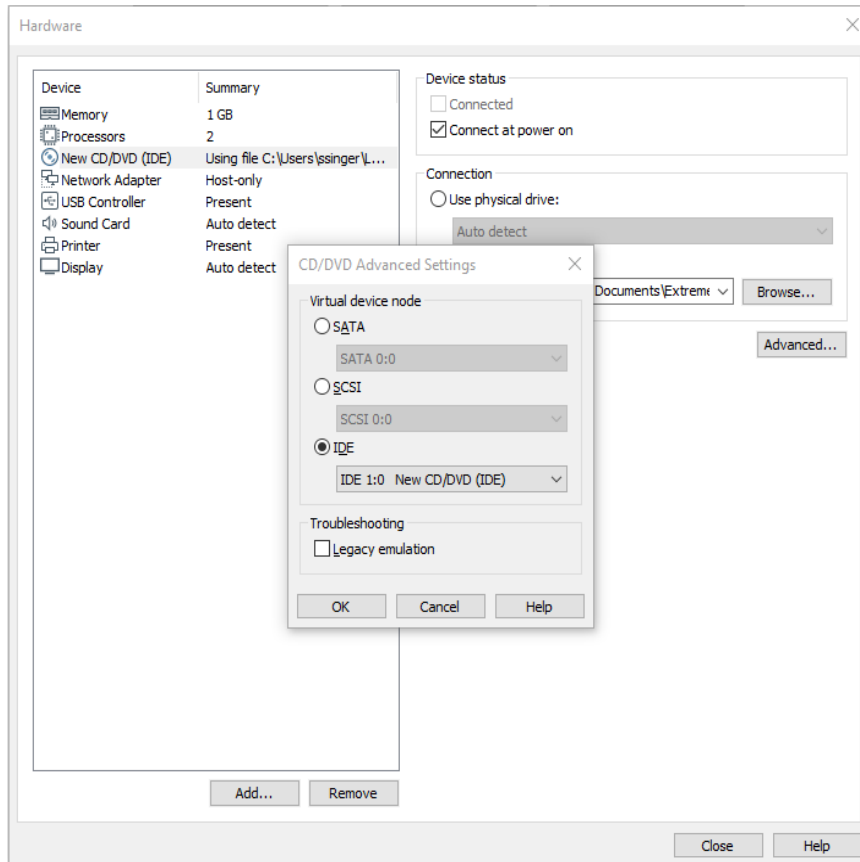 Hardware
Device Summary
Memory 1 GB
Processors 2
New CD/DVD (IDE) Using file C:\Users\ssinger\L...
Network Adapter Host-only
USB Controller Present
Sound Card Auto detect
Printer Present
Display Auto detect
Add...
Remove
Device status
Connected
Connect at power on
Connection
Use physical drive:
Auto detect
Documents\Extreme
Browse...
Advanced...
CD/DVD Advanced Settings
Virtual device node
SATA
SATA 0:0
SCSI
SCSI 0:0
IDE
IDE 1:0 New CD/DVD (IDE)
Troubleshooting
Legacy emulation
OK
Cancel
Help
Close
Help